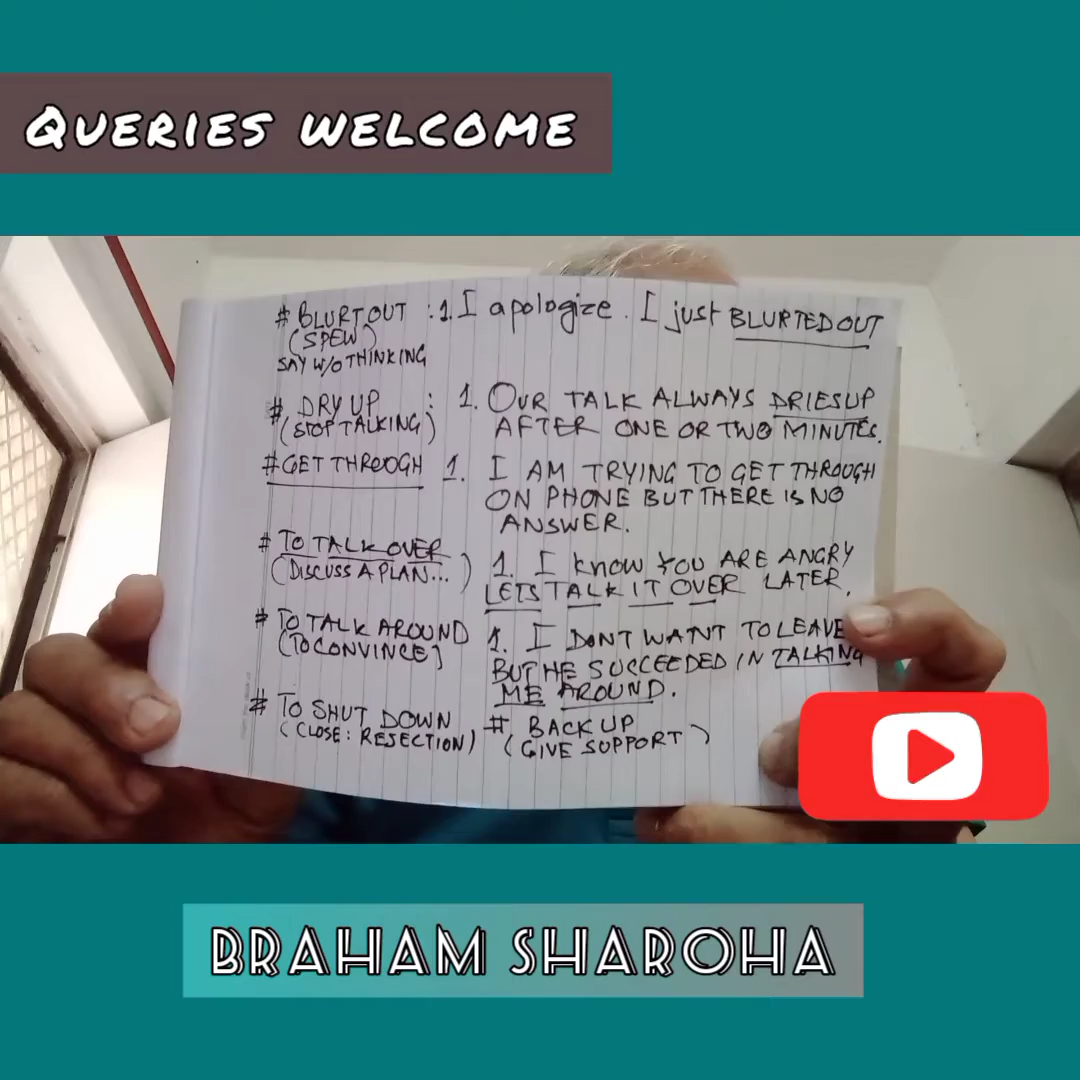 QUERIES WELCOME
# BLURT OUT : 1. I apologize. I just BLURTED OUT
(SPEW)
SAY W/O THINKING
# DRY UP : 1. OUR TALK ALWAYS DRIES UP
(STOP TALKING) AFTER ONE OR TWO MINUTES.
# GET THROUGH 1. I AM TRYING TO GET THROUGH
ON PHONE BUT THERE IS NO
ANSWER.
# TO TALK OVER
(DISCUSS A PLAN...) 1. I KNOW YOU ARE ANGRY
LETS TALK IT OVER LATER.
# TO TALK AROUND 1. I DONT WANT TO LEAVE
(TO CONVINCE) BUT HE SUCCEEDED IN TALKING
ME AROUND.
# TO SHUT DOWN # BACK UP
(CLOSE: REJECTION) (GIVE SUPPORT)
BRAHAM SHAROHA